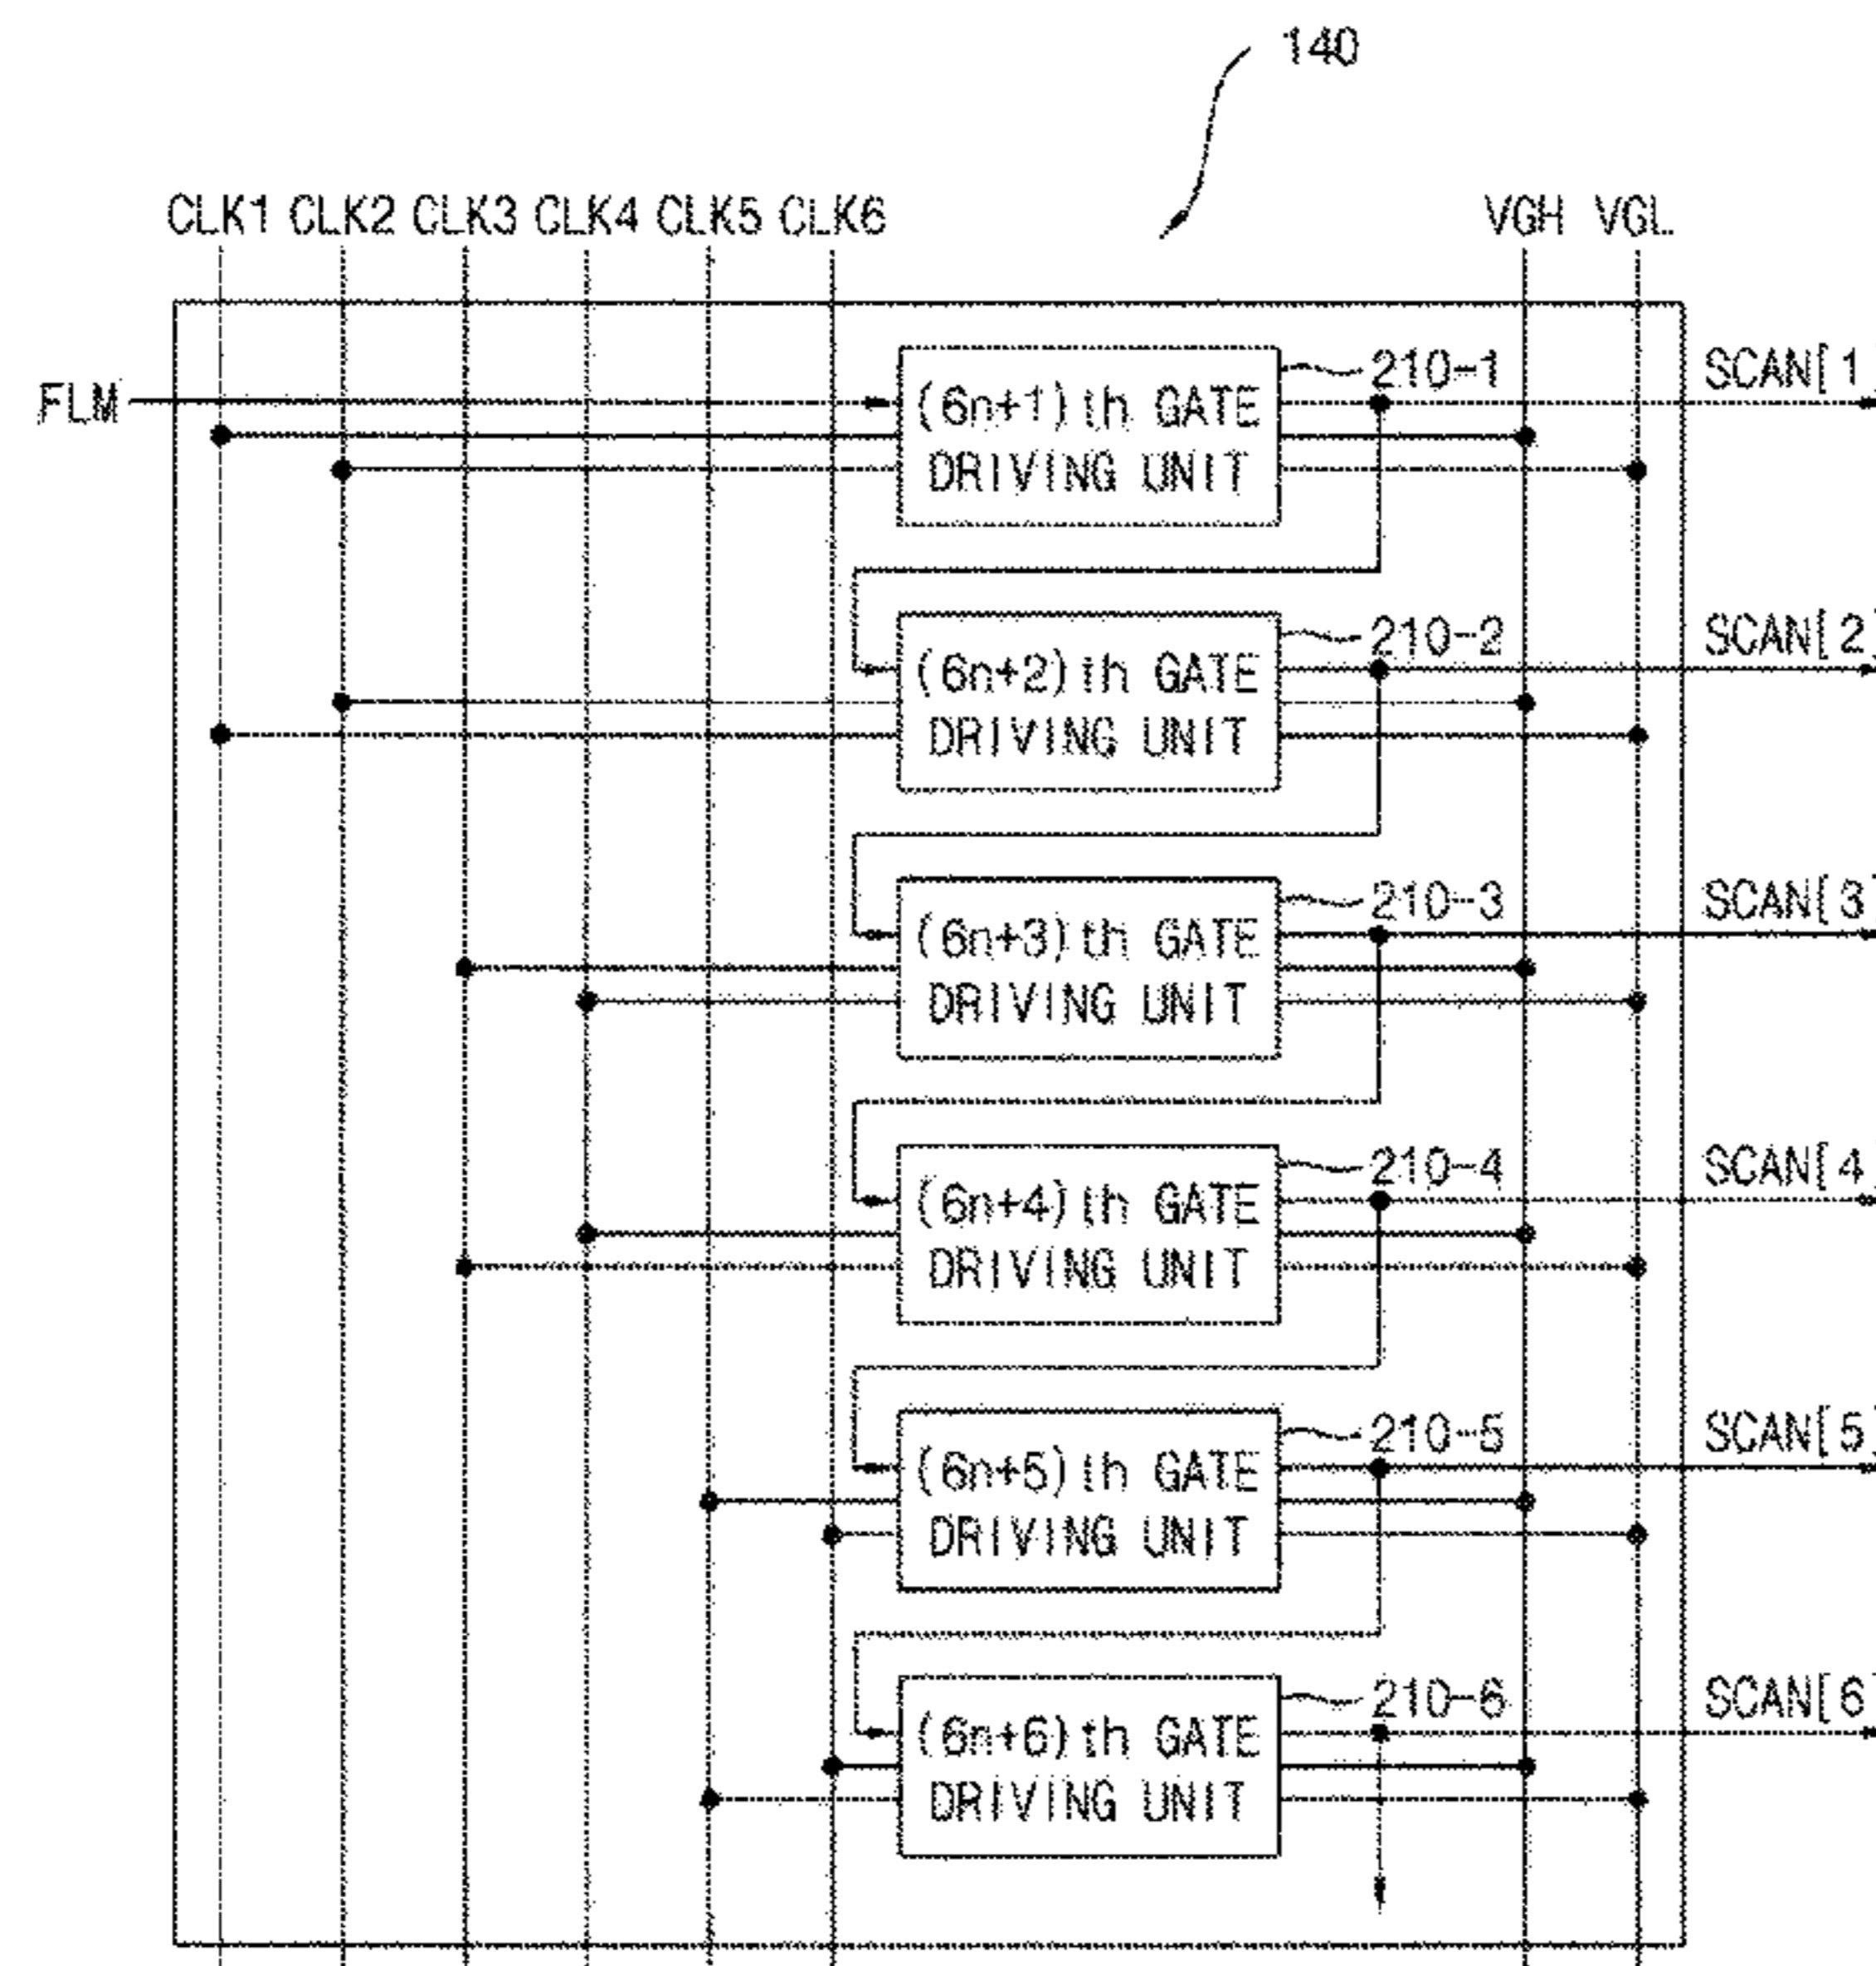 140
CLK1 CLK2 CLK3 CLK4 CLK5 CLK6 VGH VGL
FLM
(6n+1)th GATE
DRIVING UNIT
210-1
SCAN[1]
(6n+2)th GATE
DRIVING UNIT
210-2
SCAN[2]
(6n+3)th GATE
DRIVING UNIT
210-3
SCAN[3]
(6n+4)th GATE
DRIVING UNIT
210-4
SCAN[4]
(6n+5)th GATE
DRIVING UNIT
210-5
SCAN[5]
(6n+6)th GATE
DRIVING UNIT
210-6
SCAN[6]